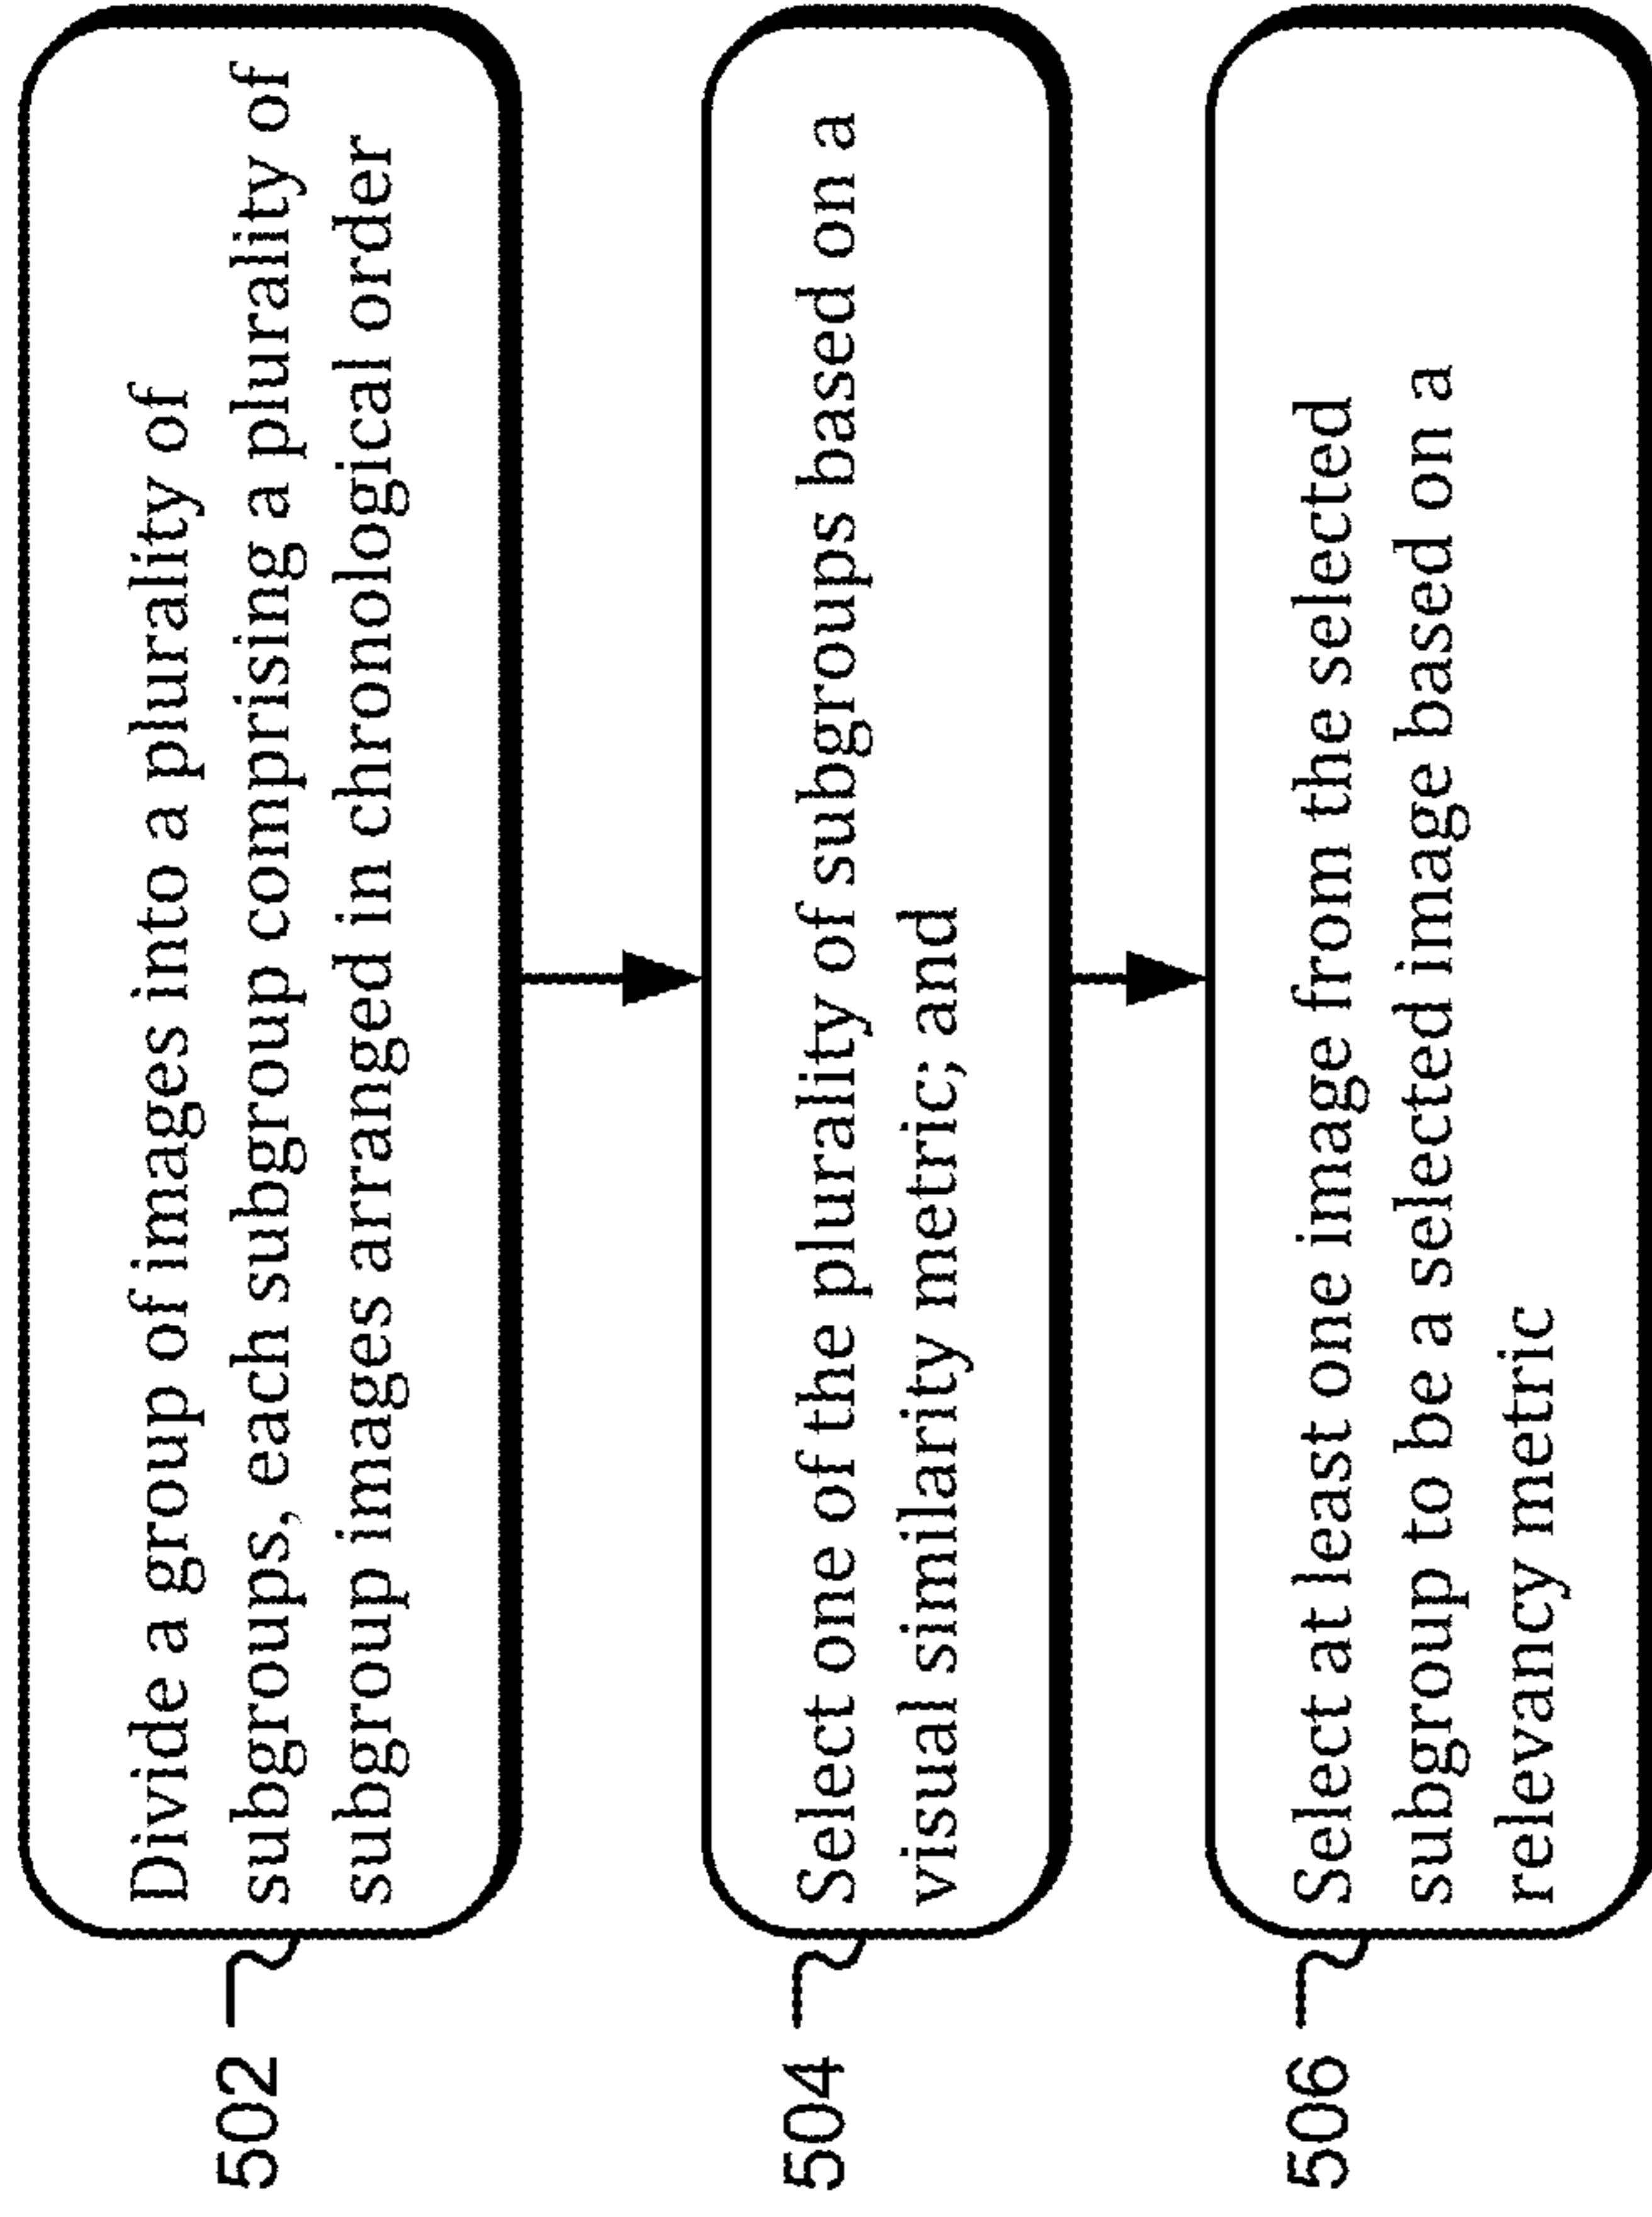 502
Divide a group of images into a plurality of
subgroups, each subgroup comprising a plurality of
subgroup images arranged in chronological order
504
Select one of the plurality of subgroups based on a
visual similarity metric; and
506
Select at least one image from the selected
subgroup to be a selected image based on a
relevancy metric